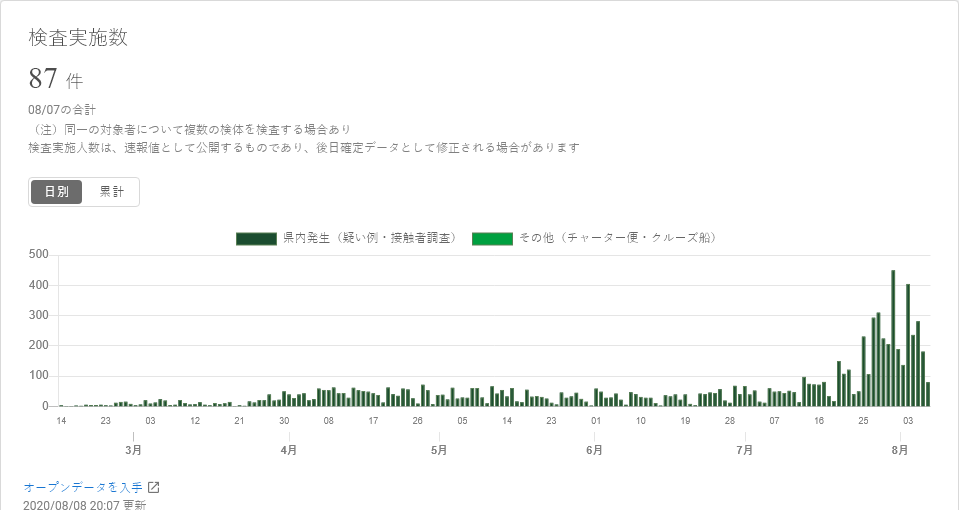 検査実施数
87 件
08/07の合計
（注）同一の対象者について複数の検体を検査する場合あり
検査実施人数は、速報値として公開するものであり、後日確定データとして修正される場合があります
日別 累計
県内発生（疑い例・接触者調査） その他（チャーター便・クルーズ船）
500
400
300
200
100
0
14 23 03 12 21 30 08 17 26 05 14 23 01 10 19 28 07 16 25 03
3月 4月 5月 6月 7月 8月
オープンデータを入手
2020/08/08 20:07 更新